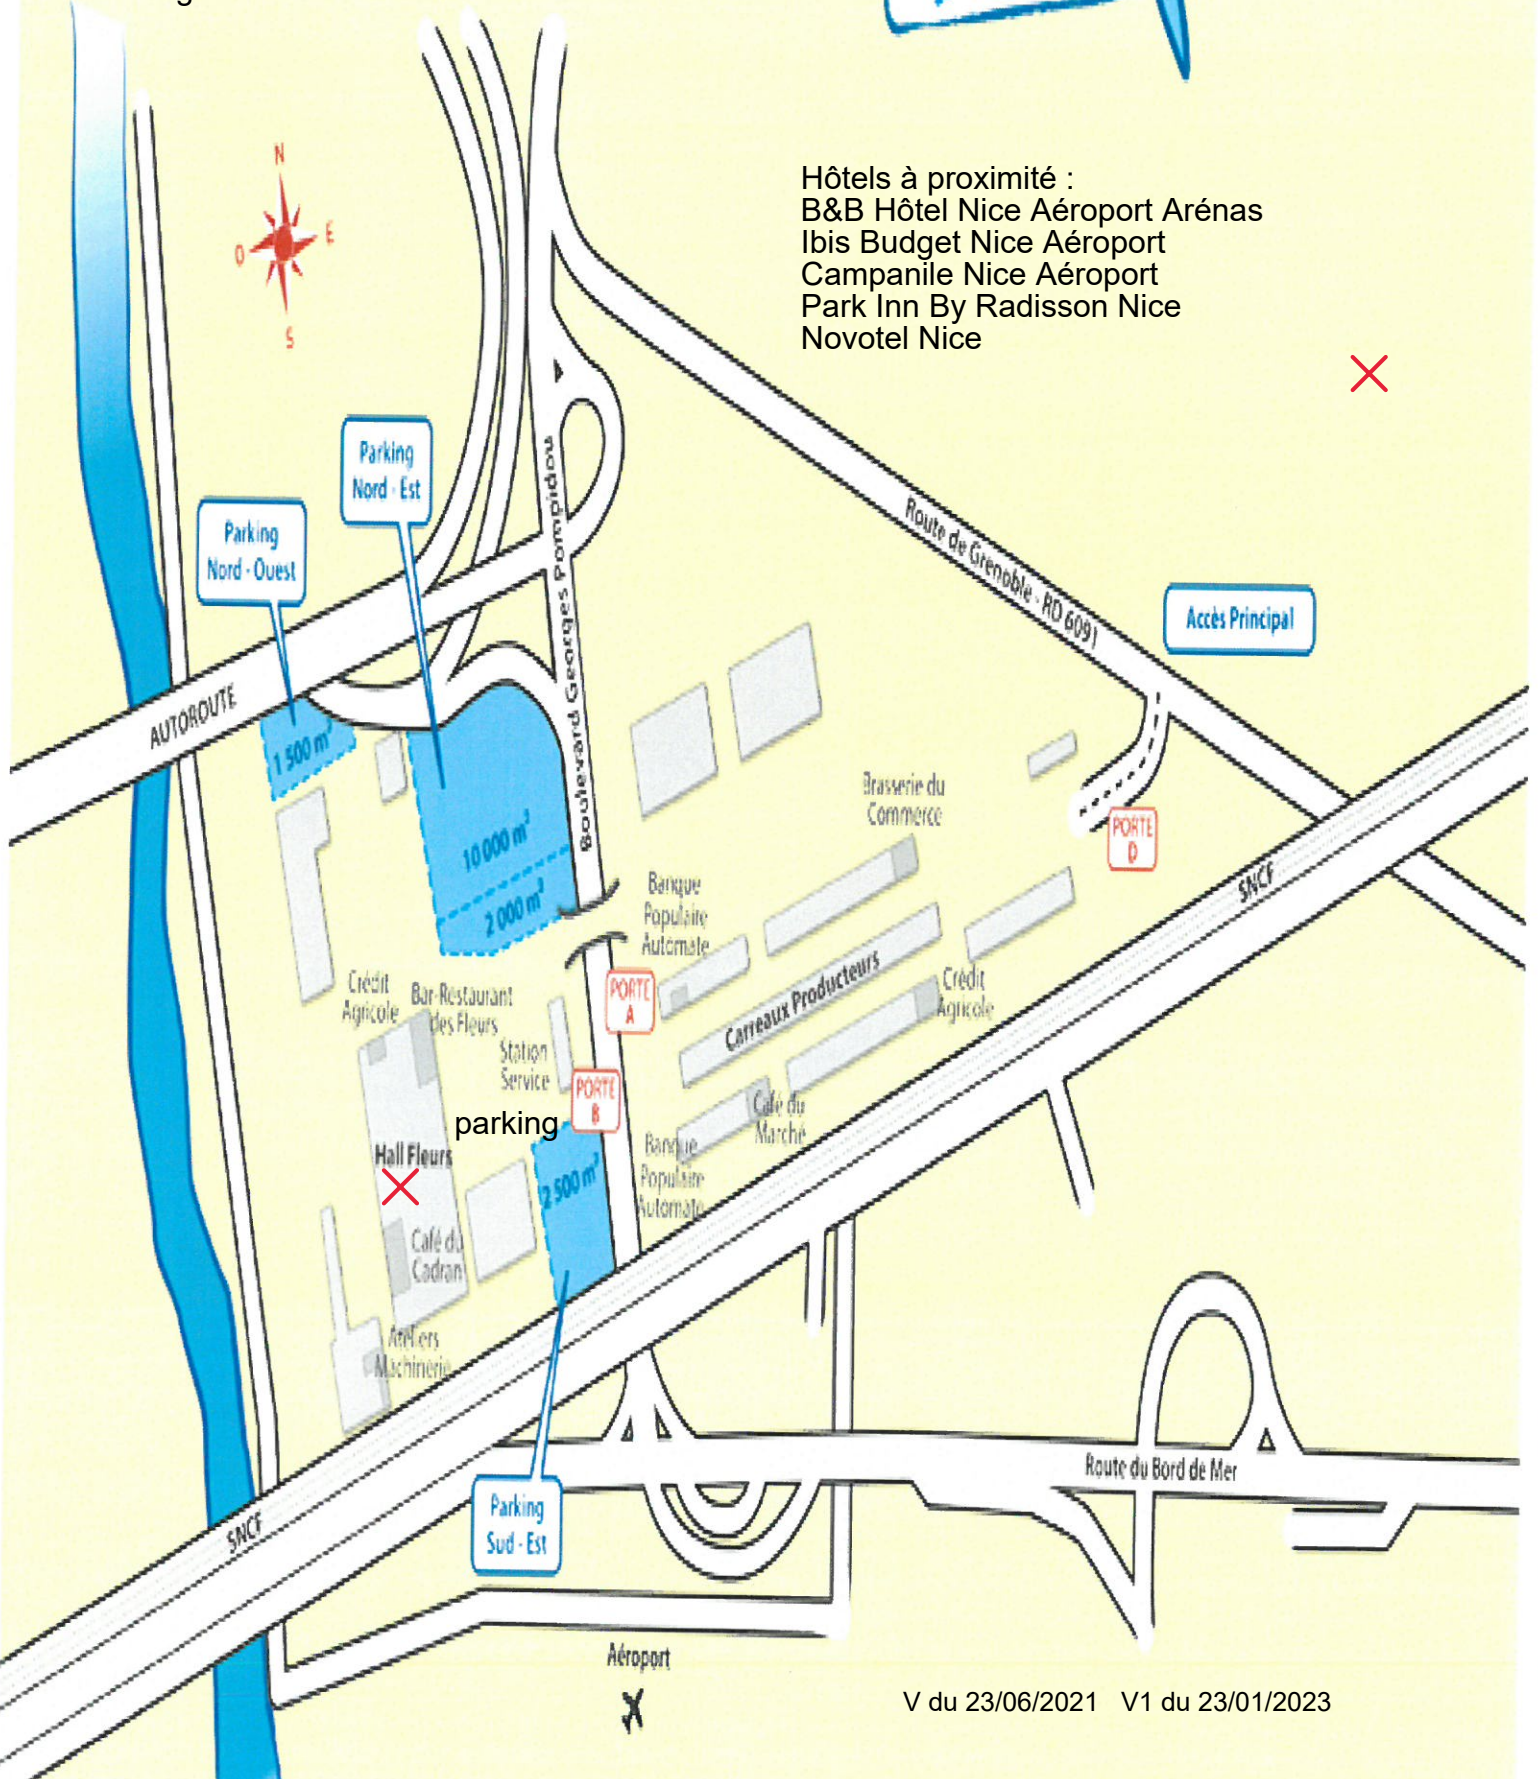 N
E
O
S
Hôtels à proximité :
B&B Hôtel Nice Aéroport Arénas
Ibis Budget Nice Aéroport
Campanile Nice Aéroport
Park Inn By Radisson Nice
Novotel Nice
Parking
Nord - Est
Parking
Nord - Ouest
Boulevard Georges Pompidou
Route de Grenoble - RD 6091
Accès Principal
AUTOROUTE
1 500 m²
10 000 m²
2 000 m²
Brasserie du
Commerce
PORTE
D
SNCF
Banque
Populaire
Automate
PORTE
A
Carreaux Producteurs
Crédit
Agricole
Crédit
Agricole
Bar-Restaurant
des Fleurs
Station
Service
PORTE
B
parking
Café du
Marché
Hall Fleurs
2 500 m²
Banque
Populaire
Automate
Café du
Cadran
Ateliers
Machinerie
Route du Bord de Mer
SNCF
Parking
Sud - Est
Aéroport
V du 23/06/2021 V1 du 23/01/2023